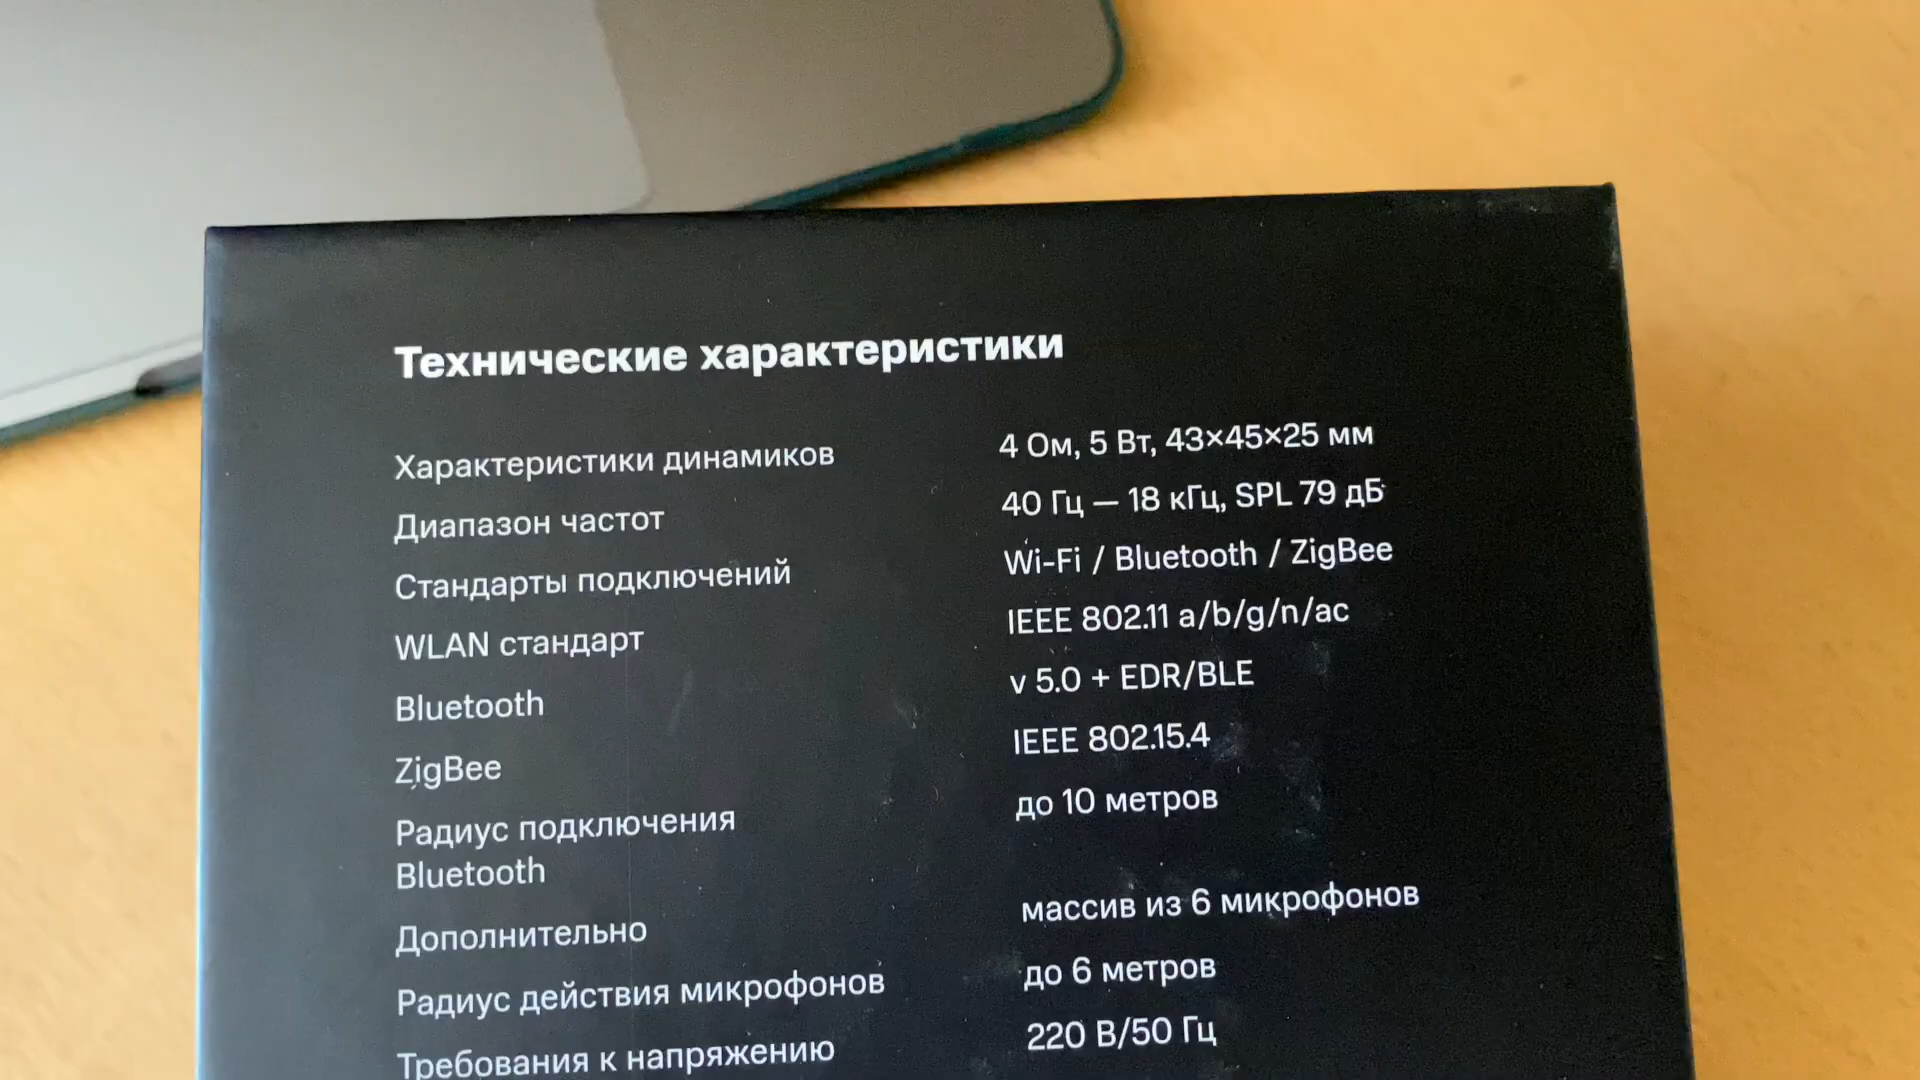 Технические характеристики
Характеристики динамиков 4 Ом, 5 Вт, 43×45×25 мм
Диапазон частот 40 Гц — 18 кГц, SPL 79 дБ
Стандарты подключений Wi-Fi / Bluetooth / ZigBee
WLAN стандарт IEEE 802.11 a/b/g/n/ac
Bluetooth v 5.0 + EDR/BLE
ZigBee IEEE 802.15.4
Радиус подключения до 10 метров
Bluetooth
Дополнительно массив из 6 микрофонов
Радиус действия микрофонов до 6 метров
Требования к напряжению 220 В/50 Гц